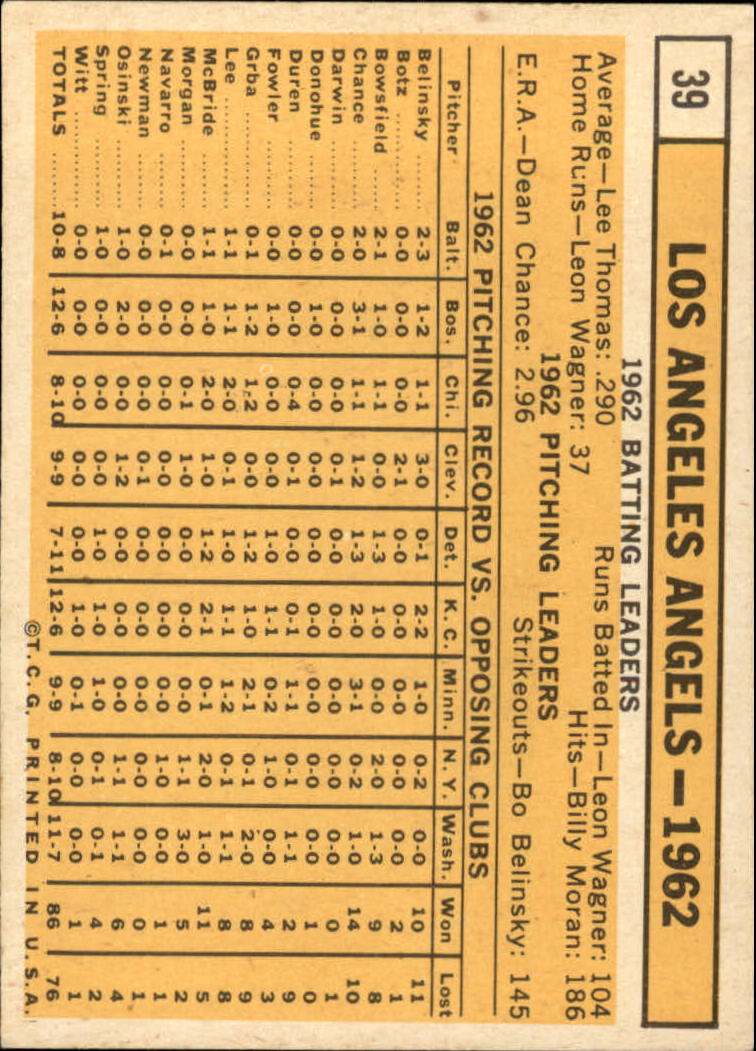 39 LOS ANGELES ANGELS—1962
1962 BATTING LEADERS
Average—Lee Thomas: .290 Runs Batted In—Leon Wagner: 104
Home Runs—Leon Wagner: 37 Hits—Billy Moran: 186
1962 PITCHING LEADERS
E.R.A.—Dean Chance: 2.96 Strikeouts—Bo Belinsky: 145
1962 PITCHING RECORD VS. OPPOSING CLUBS
Pitcher Balt. Bos. Chi. Clev. Det. K.C. Minn. N.Y. Wash. Won Lost
Belinsky 2-3 1-2 1-1 3-0 0-1 2-2 1-0 0-2 0-0 10 11
Botz 0-0 0-0 0-0 2-1 0-0 0-0 0-0 0-0 0-0 2 1
Bowsfield 2-1 1-0 1-1 0-0 1-3 1-0 0-0 2-0 1-3 9 8
Chance 2-0 3-1 1-1 1-2 1-3 2-0 3-1 0-2 1-0 14 10
Darwin 0-0 0-0 0-0 0-1 0-0 0-0 0-0 0-0 0-0 0 1
Donohue 0-0 1-0 0-0 0-0 0-0 0-0 0-0 0-0 0-0 1 0
Duren 0-0 0-0 0-4 0-1 0-0 0-1 1-1 0-1 1-1 2 9
Fowler 0-0 1-0 0-0 0-0 1-0 1-1 0-2 1-0 0-0 4 3
Grba 0-1 1-2 1-2 0-0 1-2 1-0 2-1 0-1 2-0 8 9
Lee 1-1 1-1 2-0 0-1 1-0 1-1 1-2 0-1 1-1 8 8
McBride 1-1 1-0 2-0 1-0 1-2 2-1 0-1 2-0 1-0 11 5
Morgan 0-0 0-0 0-1 1-0 0-0 0-0 0-0 1-1 3-0 5 2
Navarro 0-1 0-0 0-0 0-0 0-0 0-0 0-0 1-0 0-0 1 1
Newman 0-0 0-0 0-0 0-1 0-0 0-0 0-0 0-0 0-0 0 1
Osinski 1-0 2-0 0-0 1-2 0-0 0-0 0-0 1-1 1-1 6 4
Spring 1-0 0-0 0-0 0-0 1-0 1-0 1-0 0-1 0-1 4 2
Witt 0-0 0-0 0-0 0-0 0-0 1-0 0-1 0-0 0-0 1 1
TOTALS 10-8 12-6 8-10 9-9 7-11 12-6 9-9 8-10 11-7 86 76
©T.C.G. PRINTED IN U.S.A.